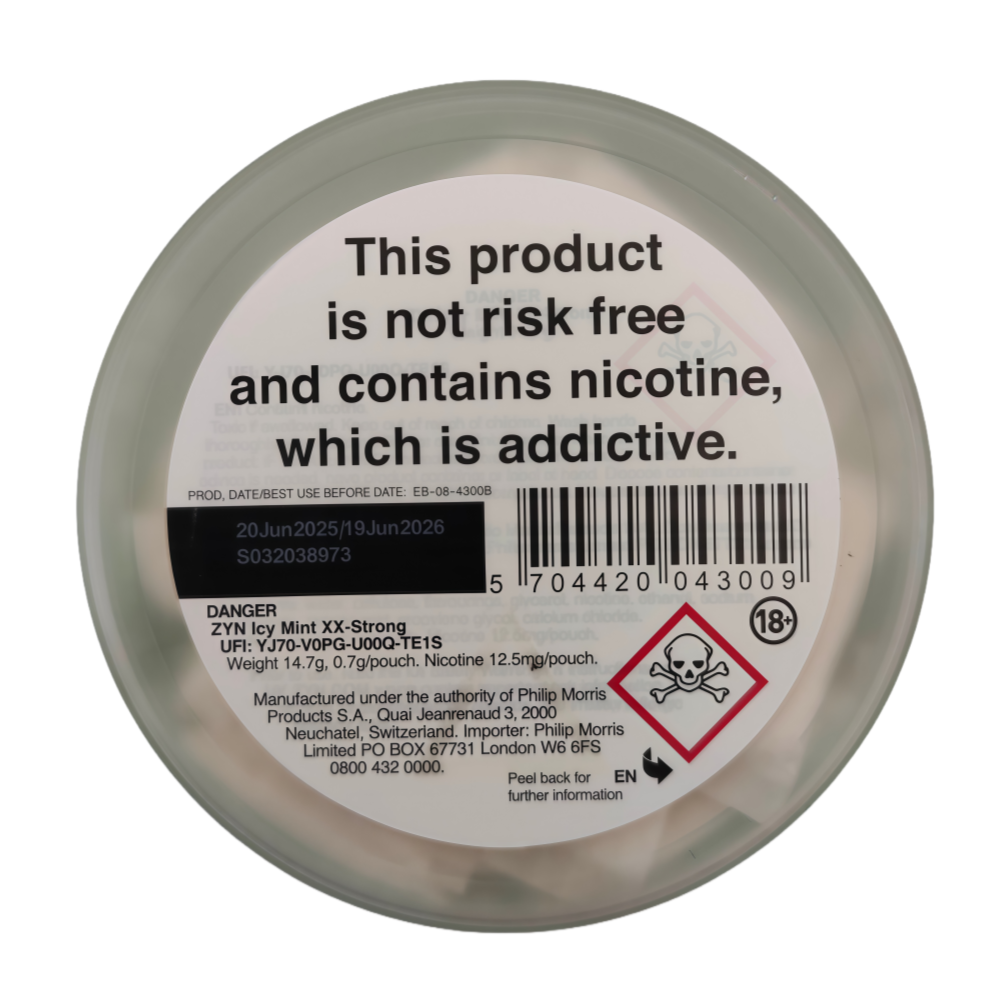 This product
is not risk free
and contains nicotine,
which is addictive.
PROD, DATE/BEST USE BEFORE DATE: EB-08-4300B
20Jun2025/19Jun2026
S032038973
5 704420 043009
DANGER
ZYN Icy Mint XX-Strong
UFI: YJ70-V0PG-U00Q-TE1S
Weight 14.7g, 0.7g/pouch. Nicotine 12.5mg/pouch.
18+
Manufactured under the authority of Philip Morris
Products S.A., Quai Jeanrenaud 3, 2000
Neuchatel, Switzerland. Importer: Philip Morris
Limited PO BOX 67731 London W6 6FS
0800 432 0000.
Peel back for EN
further information